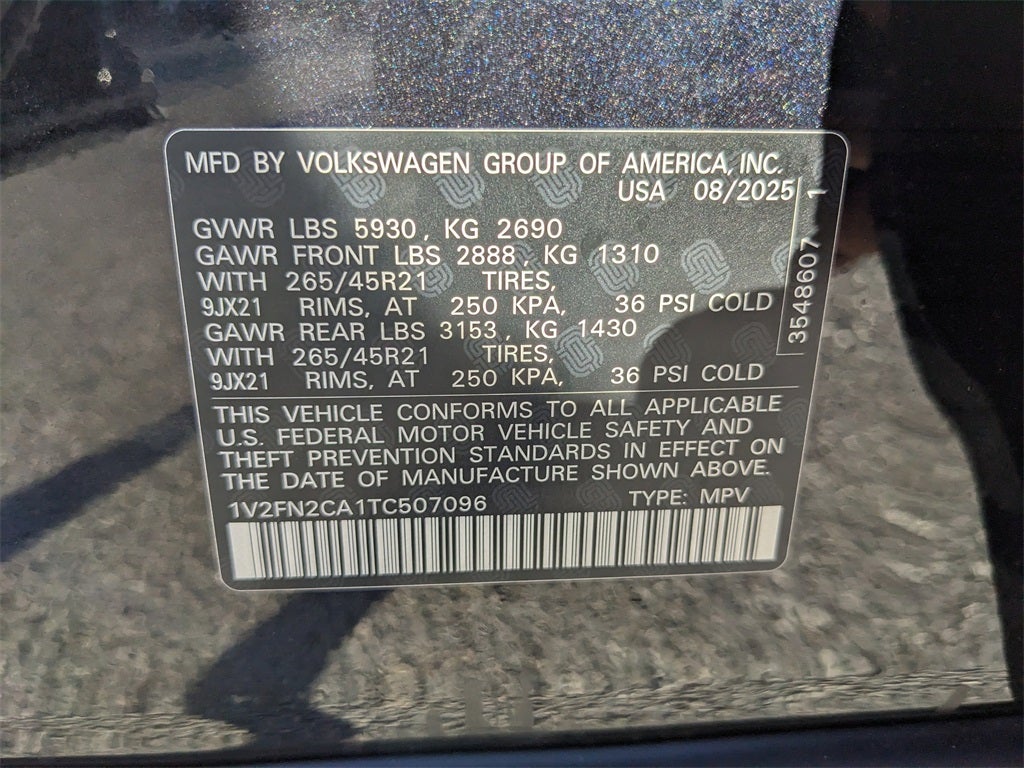 MFD BY VOLKSWAGEN GROUP OF AMERICA, INC.
USA 08/2025
GVWR LBS 5930, KG 2690
GAWR FRONT LBS 2888, KG 1310
WITH 265/45R21 TIRES,
9JX21 RIMS, AT 250 KPA, 36 PSI COLD
GAWR REAR LBS 3153, KG 1430
WITH 265/45R21 TIRES,
9JX21 RIMS, AT 250 KPA, 36 PSI COLD
3548607 1
THIS VEHICLE CONFORMS TO ALL APPLICABLE
U.S. FEDERAL MOTOR VEHICLE SAFETY AND
THEFT PREVENTION STANDARDS IN EFFECT ON
THE DATE OF MANUFACTURE SHOWN ABOVE.
1V2FN2CA1TC507096 TYPE: MPV